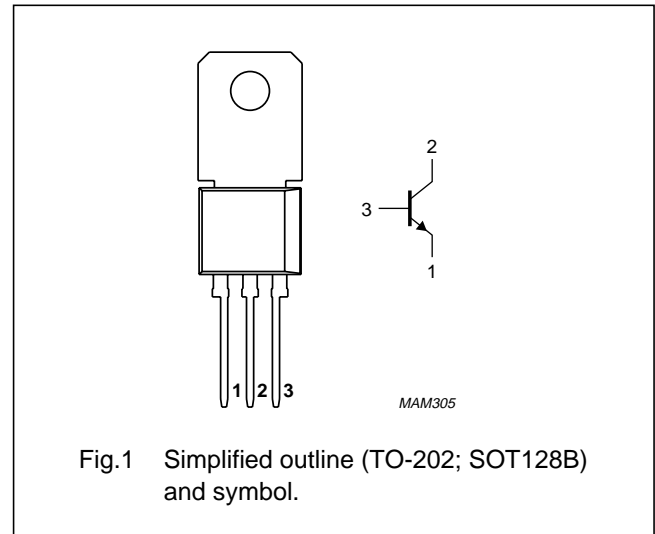 2
3
1
1 2 3
MAM305
Fig.1 Simplified outline (TO-202; SOT128B)
and symbol.